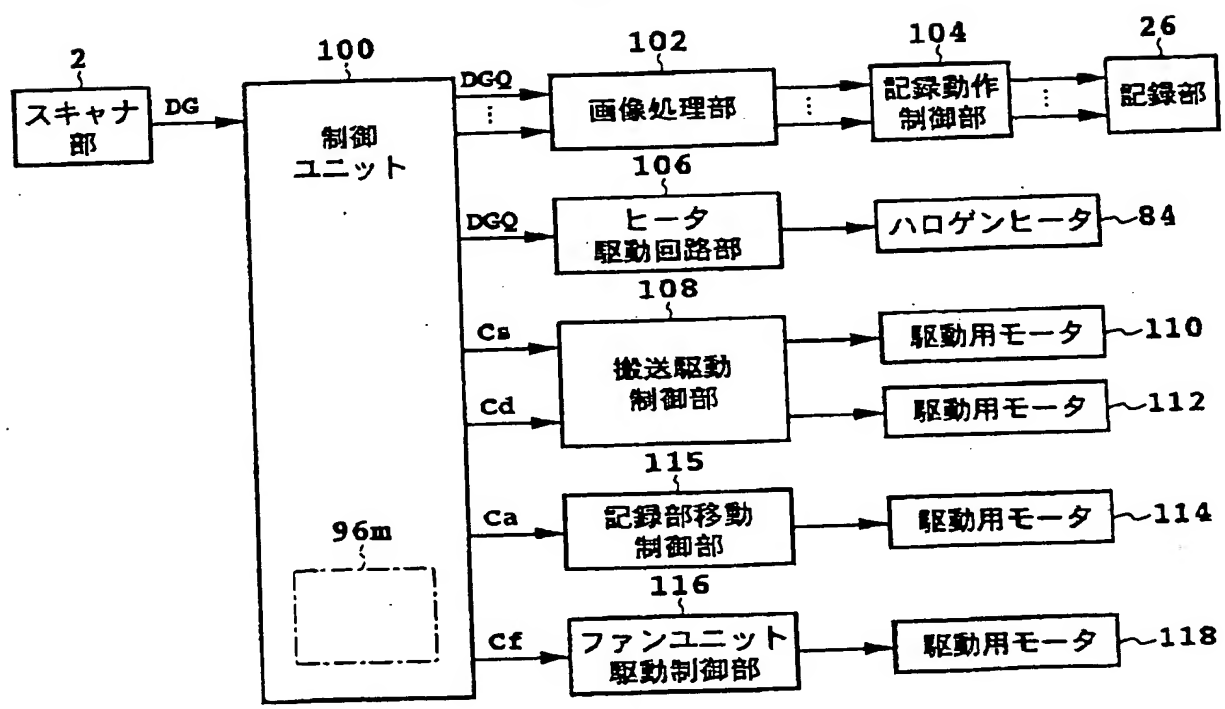 2
スキャナ
部
DG
100
制御
ユニット
96m
DGQ
⋮
102
画像処理部
⋮
104
記録動作
制御部
⋮
26
記録部
DGQ
106
ヒータ
駆動回路部
ハロゲンヒータ
84
Cs
Cd
108
搬送駆動
制御部
駆動用モータ
110
駆動用モータ
112
Ca
115
記録部移動
制御部
駆動用モータ
114
Cf
116
ファンユニット
駆動制御部
駆動用モータ
118